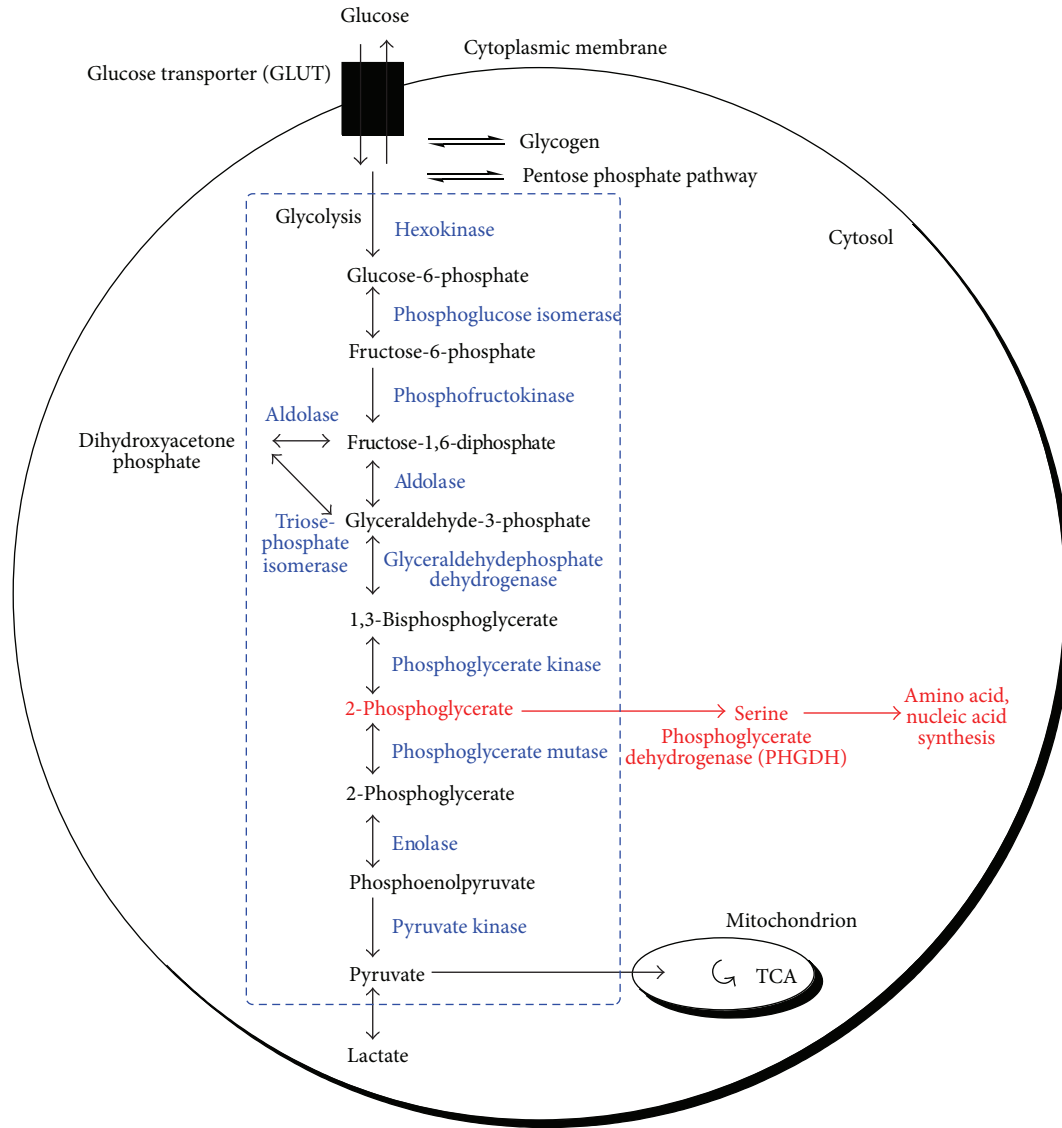 Glucose
Cytoplasmic membrane
Glucose transporter (GLUT)
Glycogen
Pentose phosphate pathway
Glycolysis
Hexokinase
Cytosol
Glucose-6-phosphate
Phosphoglucose isomerase
Fructose-6-phosphate
Phosphofructokinase
Aldolase
Dihydroxyacetone
phosphate
Fructose-1,6-diphosphate
Aldolase
Glyceraldehyde-3-phosphate
Triose-
phosphate
isomerase
Glyceraldehydephosphate
dehydrogenase
1,3-Bisphosphoglycerate
Phosphoglycerate kinase
2-Phosphoglycerate
Serine
Phosphoglycerate
dehydrogenase (PHGDH)
Amino acid,
nucleic acid
synthesis
Phosphoglycerate mutase
2-Phosphoglycerate
Enolase
Phosphoenolpyruvate
Pyruvate kinase
Mitochondrion
Pyruvate
TCA
Lactate